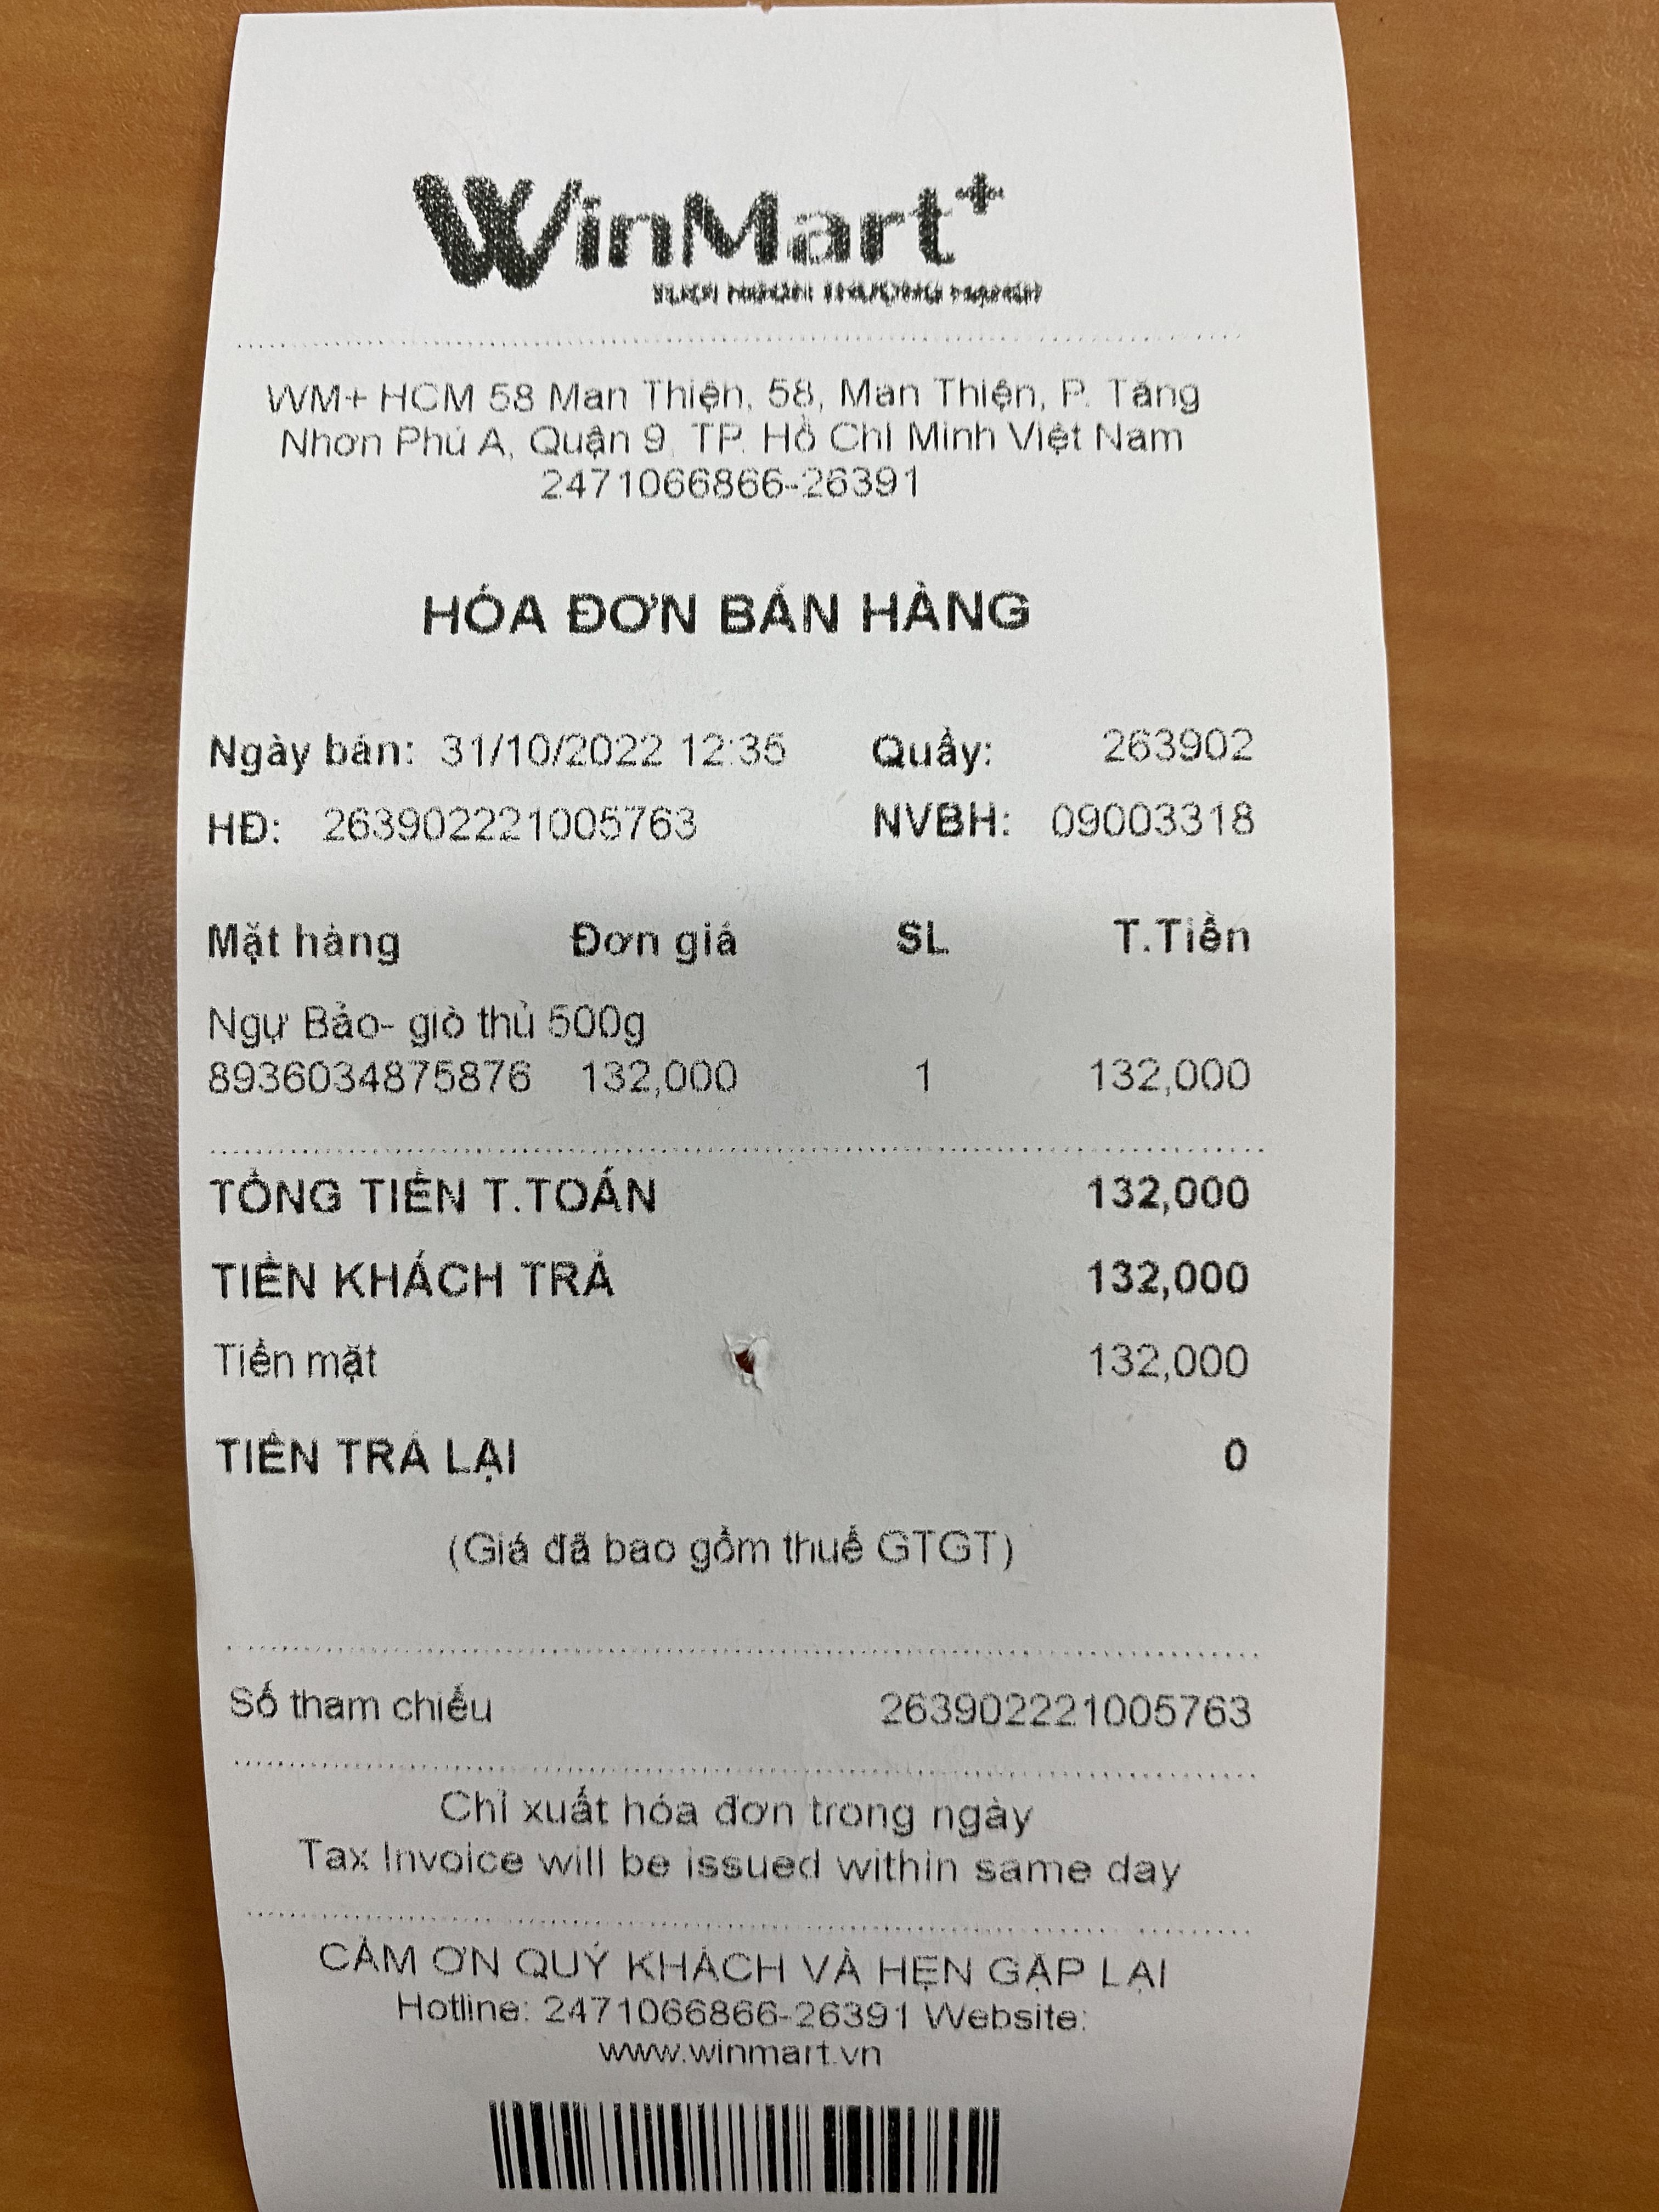 WinMart+
WM+ HCM 58 Man Thiện, 58, Man Thiện, P. Tăng
Nhơn Phú A, Quận 9, TP. Hồ Chí Minh Việt Nam
2471066866-26391
HÓA ĐƠN BÁN HÀNG
Ngày bán: 31/10/2022 12:35 Quầy: 263902
HĐ: 263902221005763 NVBH: 09003318
Mặt hàng Đơn giá SL T.Tiền
Ngự Bảo- giò thủ 500g
8936034875876 132,000 1 132,000
TỔNG TIỀN T.TOÁN 132,000
TIỀN KHÁCH TRẢ 132,000
Tiền mặt 132,000
TIỀN TRẢ LẠI 0
(Giá đã bao gồm thuế GTGT)
Số tham chiếu 263902221005763
Chỉ xuất hóa đơn trong ngày
Tax Invoice will be issued within same day
CẢM ƠN QUÝ KHÁCH VÀ HẸN GẶP LẠI
Hotline: 2471066866-26391 Website:
www.winmart.vn